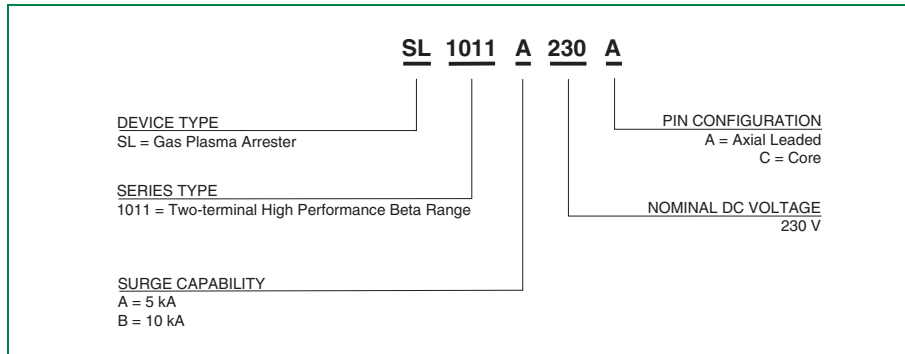 SL 1011 A 230 A
DEVICE TYPE
SL = Gas Plasma Arrester
SERIES TYPE
1011 = Two-terminal High Performance Beta Range
SURGE CAPABILITY
A = 5 kA
B = 10 kA
PIN CONFIGURATION
A = Axial Leaded
C = Core
NOMINAL DC VOLTAGE
230 V